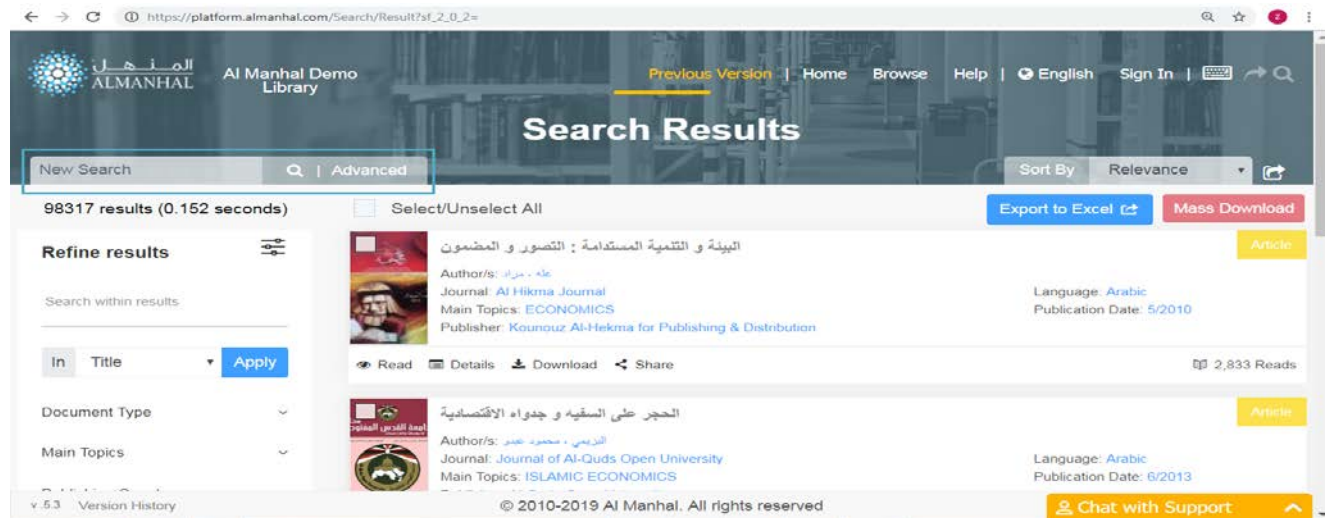 https://platform.almanhal.com/Search/Result?sf_2_0_2=
المنهل
ALMANHAL
Al Manhal Demo
Library
Previous Version | Home Browse Help | English Sign In |
Search Results
New Search | Advanced
Sort By Relevance
98317 results (0.152 seconds)
Select/Unselect All
Export to Excel
Mass Download
Refine results
Search within results
In Title Apply
Document Type
Main Topics
البيئة و التنمية المستدامة : التصور و المضمون
Article
Author/s: علة ، مراد
Journal: Al Hikma Journal
Language: Arabic
Main Topics: ECONOMICS
Publication Date: 5/2010
Publisher: Kounouz Al-Hekma for Publishing & Distribution
Read Details Download Share
2,833 Reads
الحجر على السفيه و جدواه الاقتصادية
Article
Author/s: محمود
Journal: Journal of Al-Quds Open University
Language: Arabic
Main Topics: ISLAMIC ECONOMICS
Publication Date: 6/2013
v .5.3 Version History
© 2010-2019 Al Manhal. All rights reserved
Chat with Support